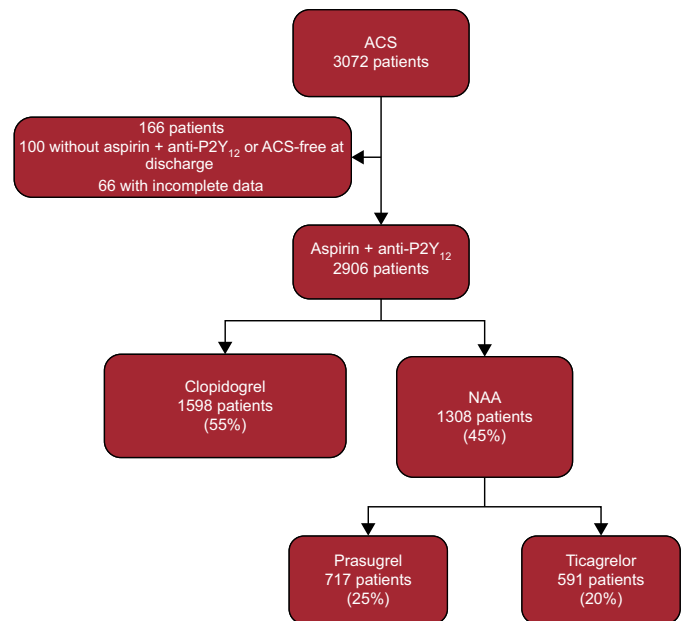 ACS
3072 patients
166 patients
100 without aspirin + anti-P2Y₁₂ or ACS-free at
discharge
66 with incomplete data
Aspirin + anti-P2Y₁₂
2906 patients
Clopidogrel
1598 patients
(55%)
NAA
1308 patients
(45%)
Prasugrel
717 patients
(25%)
Ticagrelor
591 patients
(20%)